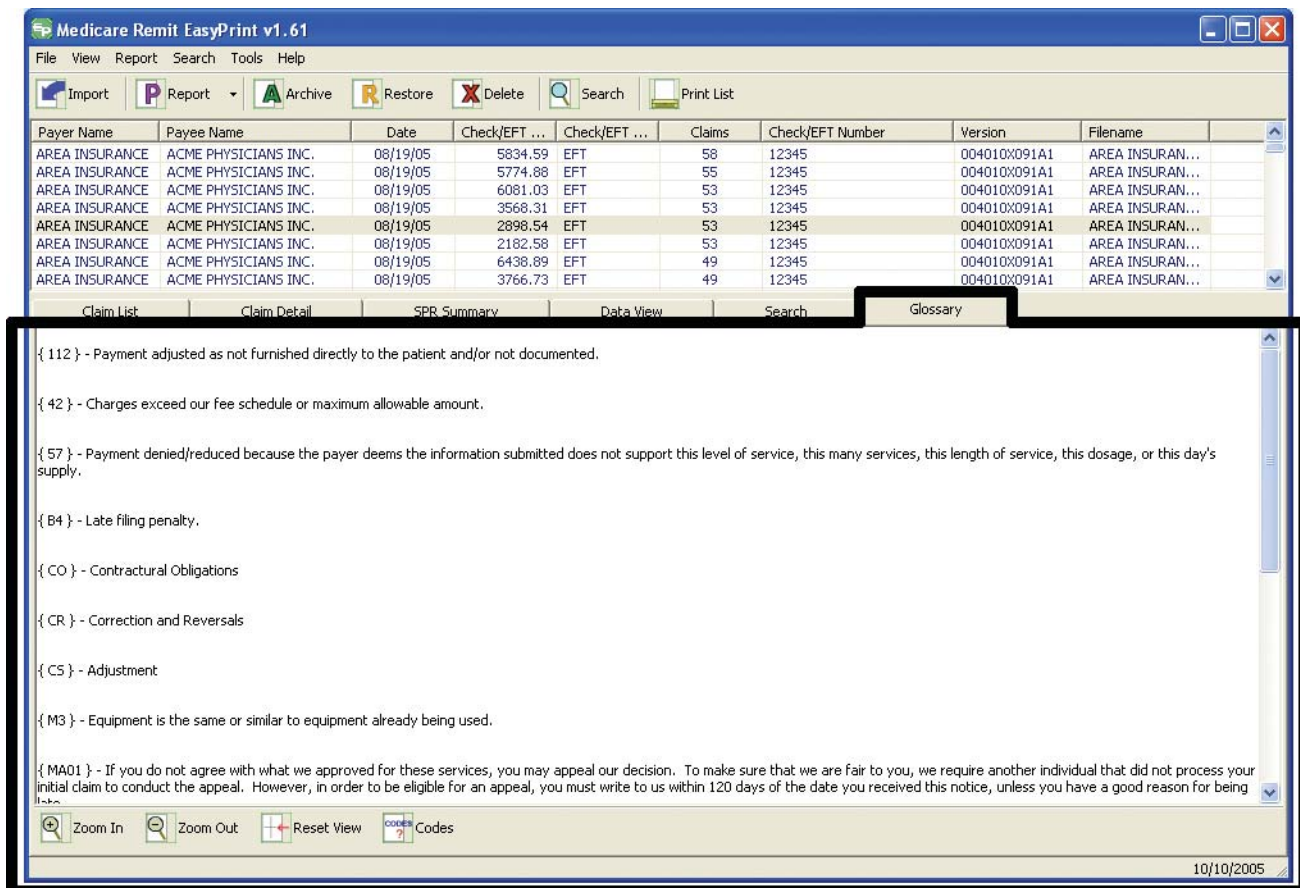 Medicare Remit EasyPrint v1.61
File View Report Search Tools Help
Import Report Archive Restore Delete Search Print List
Payer Name Payee Name Date Check/EFT ... Check/EFT ... Claims Check/EFT Number Version Filename
AREA INSURANCE ACME PHYSICIANS INC. 08/19/05 5834.59 EFT 58 12345 004010X091A1 AREA INSURAN...
AREA INSURANCE ACME PHYSICIANS INC. 08/19/05 5774.88 EFT 55 12345 004010X091A1 AREA INSURAN...
AREA INSURANCE ACME PHYSICIANS INC. 08/19/05 6081.03 EFT 53 12345 004010X091A1 AREA INSURAN...
AREA INSURANCE ACME PHYSICIANS INC. 08/19/05 3568.31 EFT 53 12345 004010X091A1 AREA INSURAN...
AREA INSURANCE ACME PHYSICIANS INC. 08/19/05 2898.54 EFT 53 12345 004010X091A1 AREA INSURAN...
AREA INSURANCE ACME PHYSICIANS INC. 08/19/05 2182.58 EFT 53 12345 004010X091A1 AREA INSURAN...
AREA INSURANCE ACME PHYSICIANS INC. 08/19/05 6438.89 EFT 49 12345 004010X091A1 AREA INSURAN...
AREA INSURANCE ACME PHYSICIANS INC. 08/19/05 3766.73 EFT 49 12345 004010X091A1 AREA INSURAN...
Claim List Claim Detail SPR Summary Data View Search Glossary
{ 112 } - Payment adjusted as not furnished directly to the patient and/or not documented.
{ 42 } - Charges exceed our fee schedule or maximum allowable amount.
{ 57 } - Payment denied/reduced because the payer deems the information submitted does not support this level of service, this many services, this length of service, this dosage, or this day's
supply.
{ B4 } - Late filing penalty.
{ CO } - Contractural Obligations
{ CR } - Correction and Reversals
{ CS } - Adjustment
{ M3 } - Equipment is the same or similar to equipment already being used.
{ MA01 } - If you do not agree with what we approved for these services, you may appeal our decision. To make sure that we are fair to you, we require another individual that did not process your
initial claim to conduct the appeal. However, in order to be eligible for an appeal, you must write to us within 120 days of the date you received this notice, unless you have a good reason for being
Zoom In Zoom Out Reset View CODES ? Codes
10/10/2005